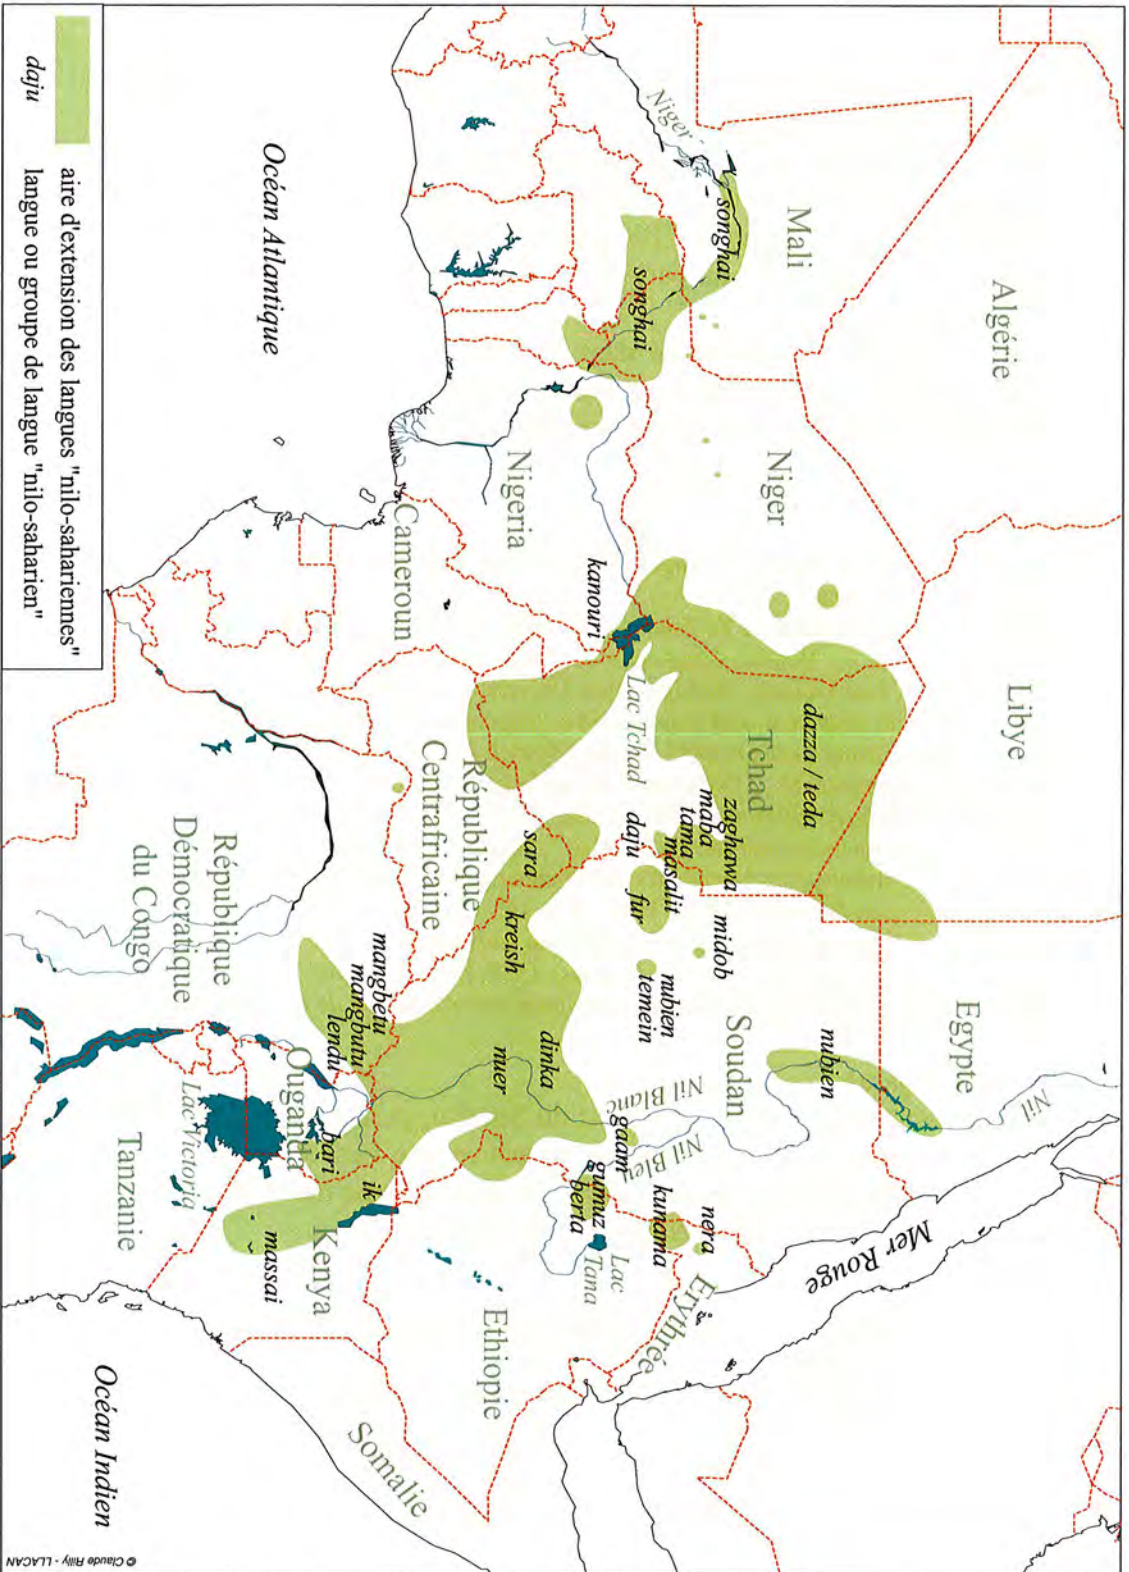 Algérie
Libye
Egypte
Nil
Mer Rouge
Mali
Niger
Niger
songhai
songhai
dazza / teda
Tchad
zaghawa
maba
tama
masalit
daju
fur
midob
nubien
temein
nubien
Soudan
Nil Blanc
Nil Bleu
gaam
gumuz
berta
kunama
nera
Erythrée
Lac
Tana
Ethiopie
Somalie
Nigeria
kanouri
Lac Tchad
Cameroun
République
Centrafricaine
sara
kreish
dinka
nuer
mangbetu
mangbutu
lendu
République
Démocratique
du Congo
Ouganda
bari
ik
Kenya
massai
Lac Victoria
Tanzanie
Océan Atlantique
Océan Indien
aire d'extension des langues "nilo-sahariennes"
daju langue ou groupe de langue "nilo-saharien"
© Claude Rilly - LLACAN